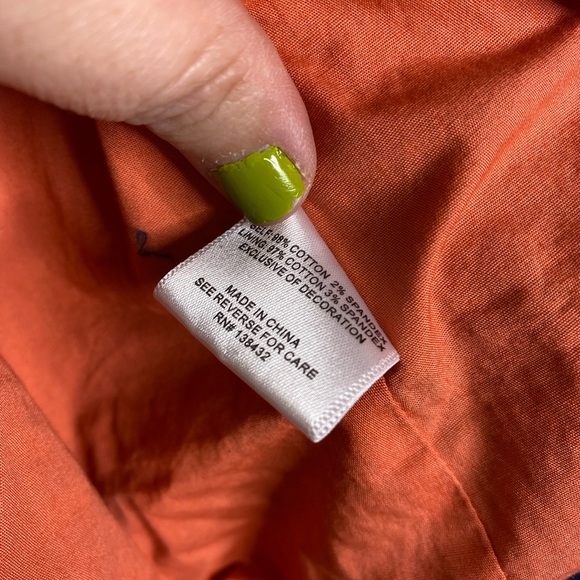 SELF: 98% COTTON 2% SPANDEX
LINING: 97% COTTON 3% SPANDEX
EXCLUSIVE OF DECORATION
MADE IN CHINA
SEE REVERSE FOR CARE
RN# 138432